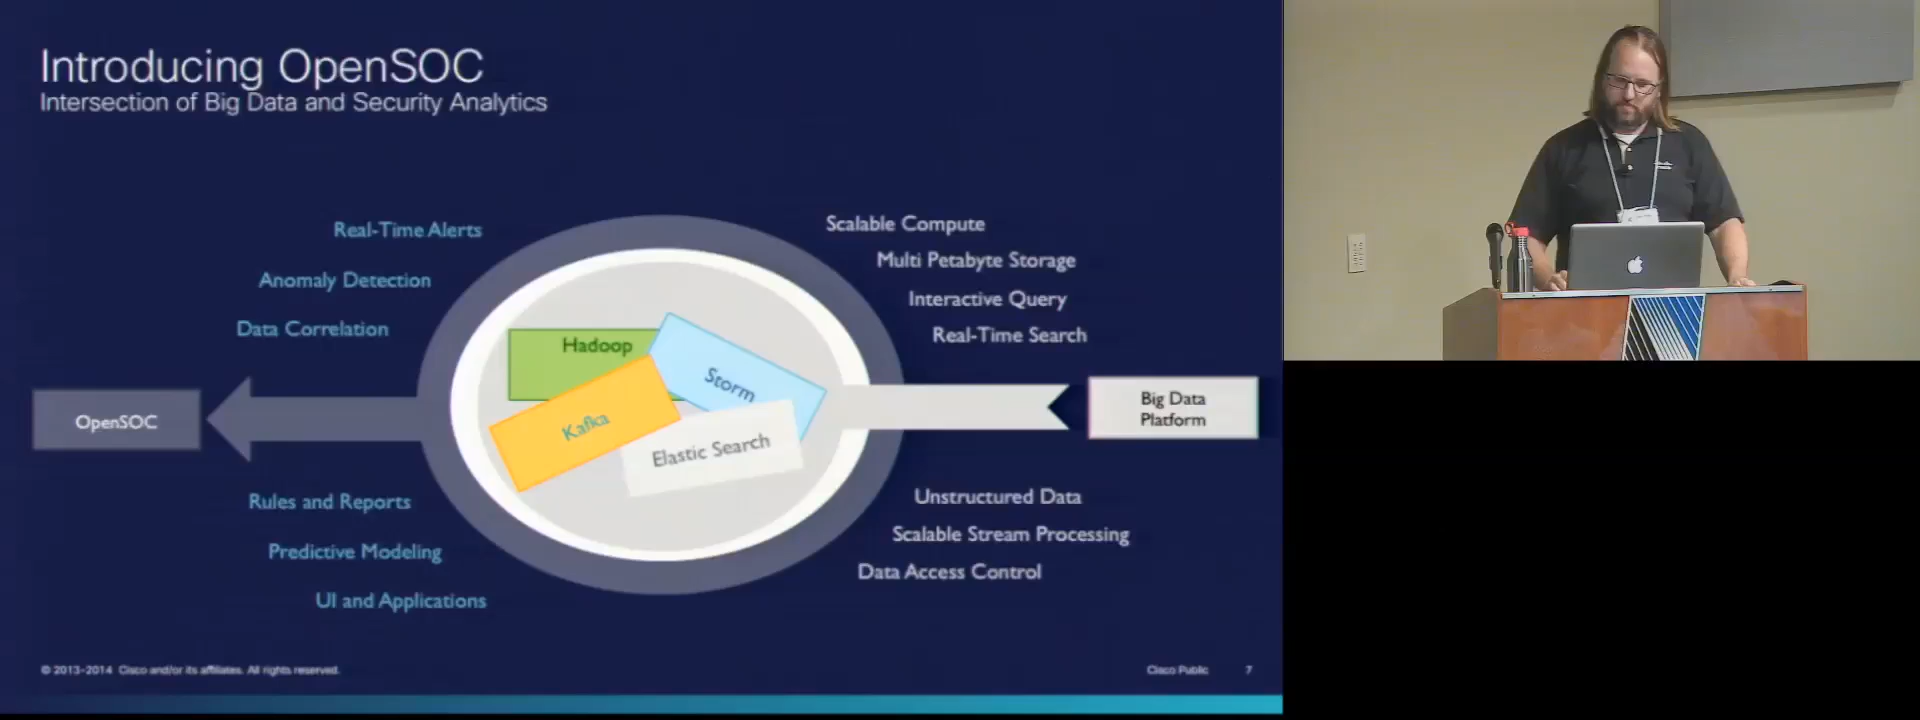 Introducing OpenSOC
Intersection of Big Data and Security Analytics
Real-Time Alerts
Anomaly Detection
Data Correlation
OpenSOC
Rules and Reports
Predictive Modeling
UI and Applications
Hadoop
Storm
Kafka
Elastic Search
Scalable Compute
Multi Petabyte Storage
Interactive Query
Real-Time Search
Big Data
Platform
Unstructured Data
Scalable Stream Processing
Data Access Control
© 2013-2014 Cisco and/or its affiliates. All rights reserved.
Cisco Public
7